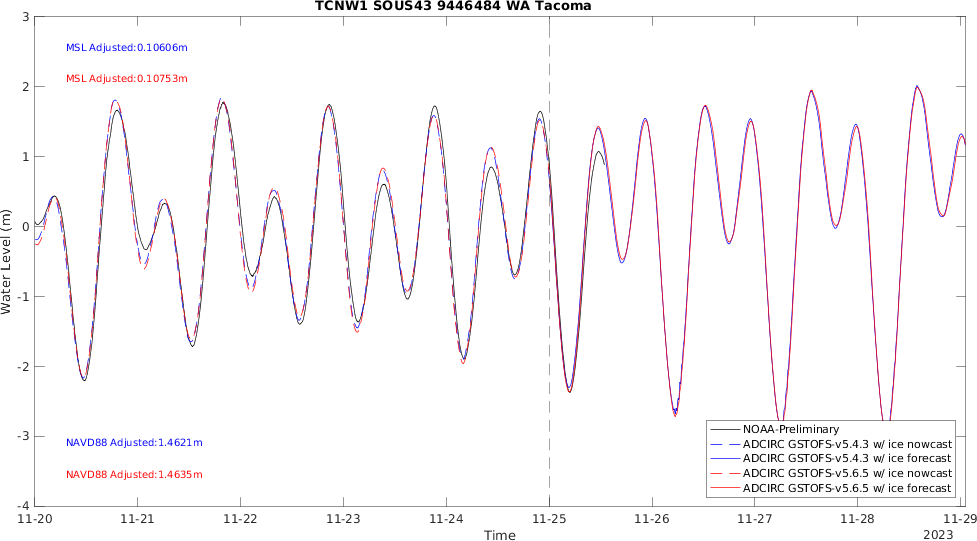 TCNW1 SOUS43 9446484 WA Tacoma
3
2
1
0
-1
-2
-3
-4
Water Level (m)
MSL Adjusted:0.10606m
MSL Adjusted:0.10753m
NAVD88 Adjusted:1.4621m
NAVD88 Adjusted:1.4635m
NOAA-Preliminary
ADCIRC GSTOFS-v5.4.3 w/ ice nowcast
ADCIRC GSTOFS-v5.4.3 w/ ice forecast
ADCIRC GSTOFS-v5.6.5 w/ ice nowcast
ADCIRC GSTOFS-v5.6.5 w/ ice forecast
11-20 11-21 11-22 11-23 11-24 11-25 11-26 11-27 11-28 11-29
Time
2023